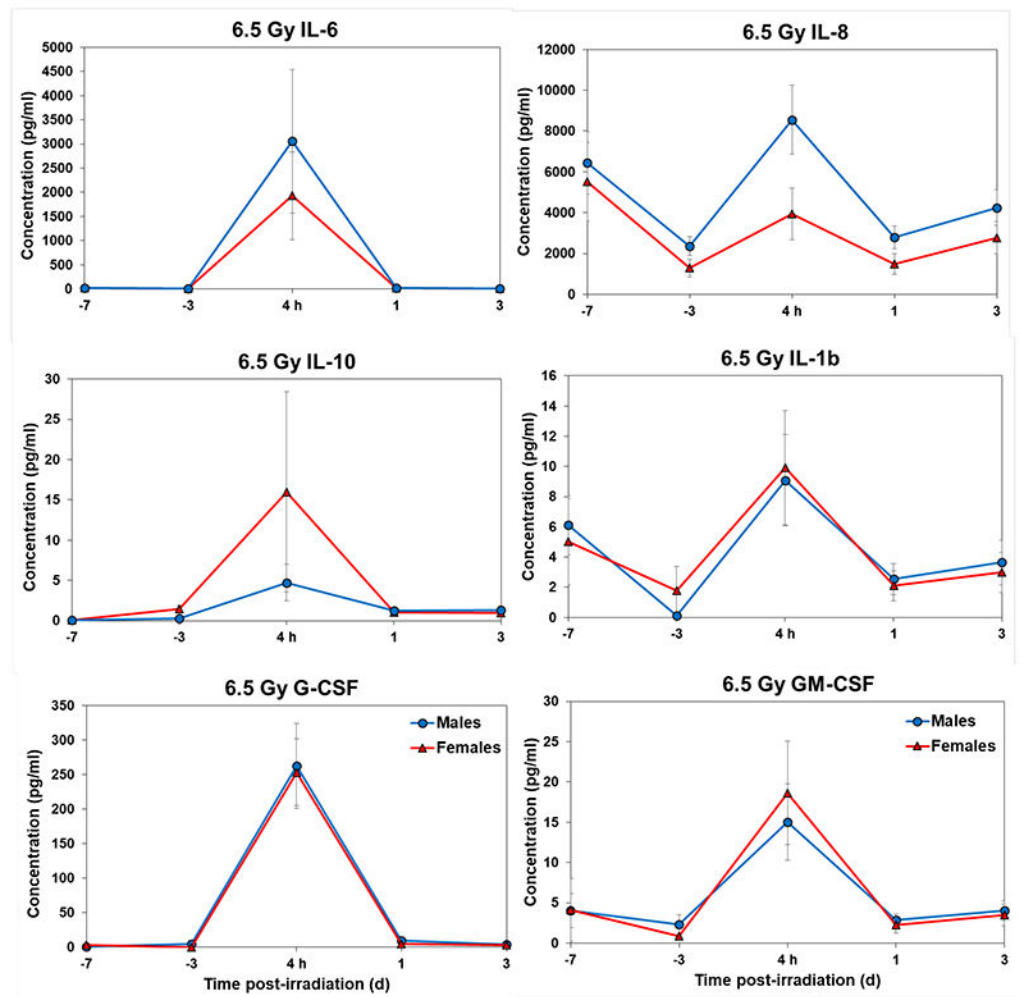 6.5 Gy IL-6
Concentration (pg/ml)
5000
4500
4000
3500
3000
2500
2000
1500
1000
500
0
-7 -3 4 h 1 3
6.5 Gy IL-8
Concentration (pg/ml)
12000
10000
8000
6000
4000
2000
0
-7 -3 4 h 1 3
6.5 Gy IL-10
Concentration (pg/ml)
30
25
20
15
10
5
0
-7 -3 4 h 1 3
6.5 Gy IL-1b
Concentration (pg/ml)
16
14
12
10
8
6
4
2
0
-7 -3 4 h 1 3
6.5 Gy G-CSF
Concentration (pg/ml)
350
300
250
200
150
100
50
0
Males
Females
-7 -3 4 h 1 3
Time post-irradiation (d)
6.5 Gy GM-CSF
Concentration (pg/ml)
30
25
20
15
10
5
0
Males
Females
-7 -3 4 h 1 3
Time post-irradiation (d)